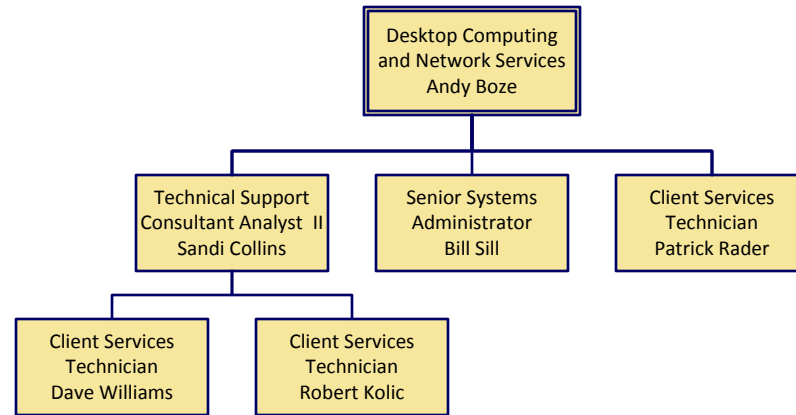 Desktop Computing
and Network Services
Andy Boze
Technical Support
Consultant Analyst II
Sandi Collins
Senior Systems
Administrator
Bill Sill
Client Services
Technician
Patrick Rader
Client Services
Technician
Dave Williams
Client Services
Technician
Robert Kolic